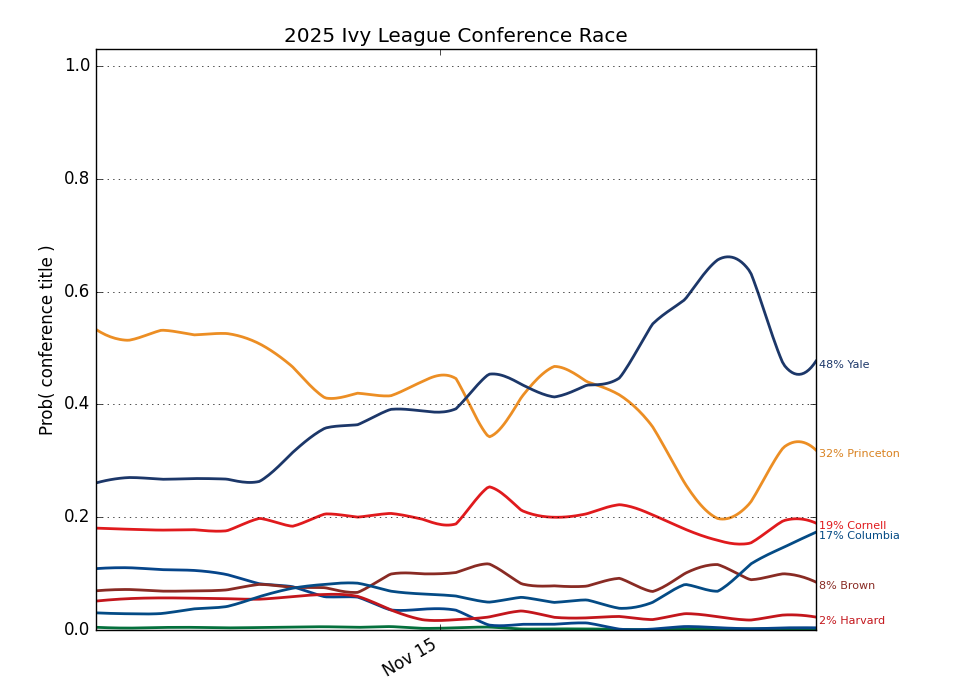 2025 Ivy League Conference Race
Prob( conference title )
1.0
0.8
0.6
0.4
0.2
0.0
Nov 15
48% Yale
32% Princeton
19% Cornell
17% Columbia
8% Brown
2% Harvard